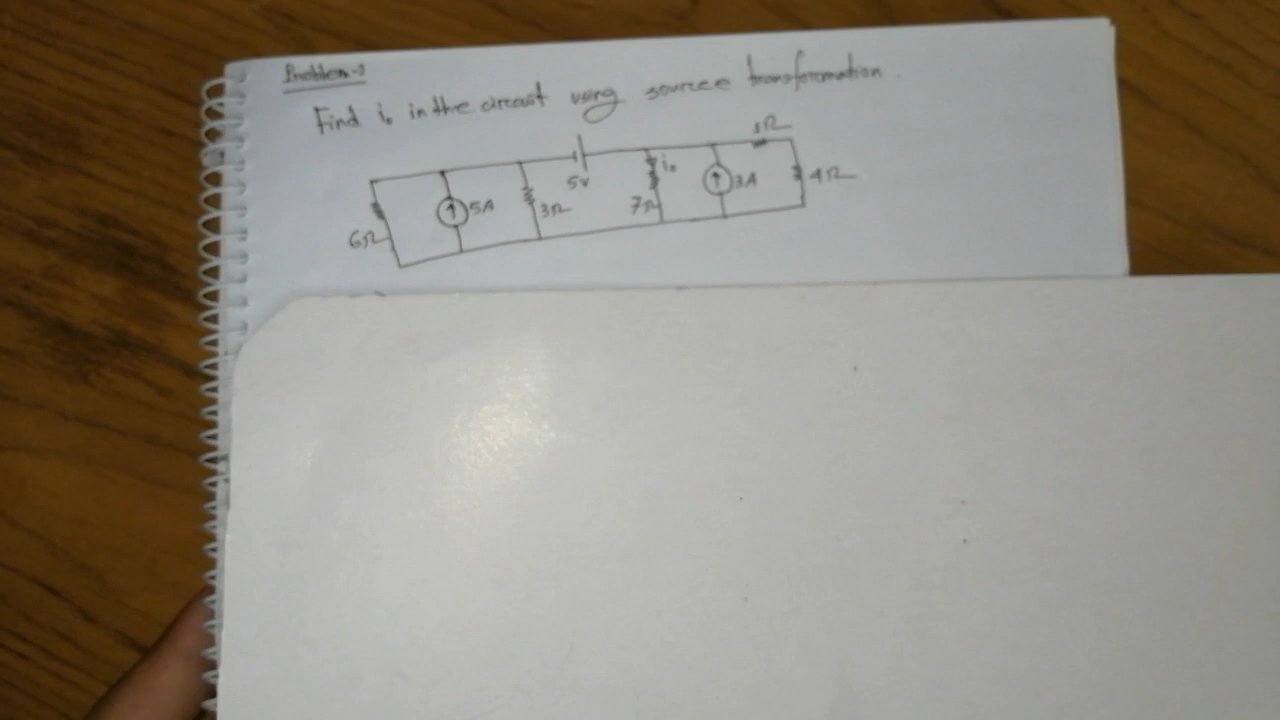 Problem-1
Find i₀ in the circuit using source transformation.
1Ω
i₀
5V
4Ω
5A
3Ω
7Ω
3A
6Ω